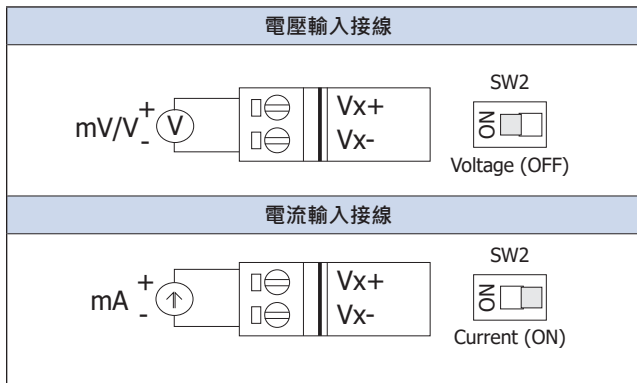 電壓輸入接線
mV/V
+
-
V
Vx+
Vx-
SW2
ON
Voltage (OFF)
電流輸入接線
mA
+
-
Vx+
Vx-
SW2
ON
Current (ON)